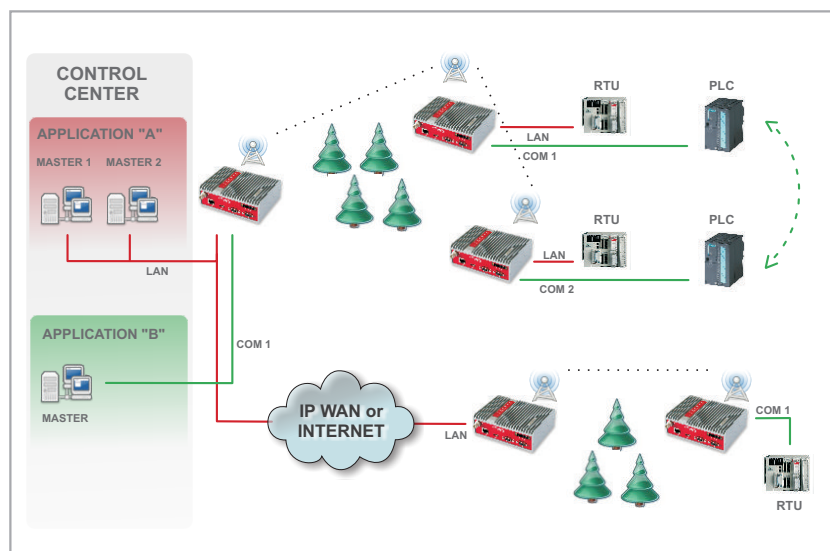 CONTROL
CENTER
APPLICATION "A"
MASTER 1
MASTER 2
LAN
APPLICATION "B"
MASTER
COM 1
RTU
PLC
LAN
COM 1
RTU
PLC
LAN
COM 2
IP WAN or
INTERNET
LAN
COM 1
RTU